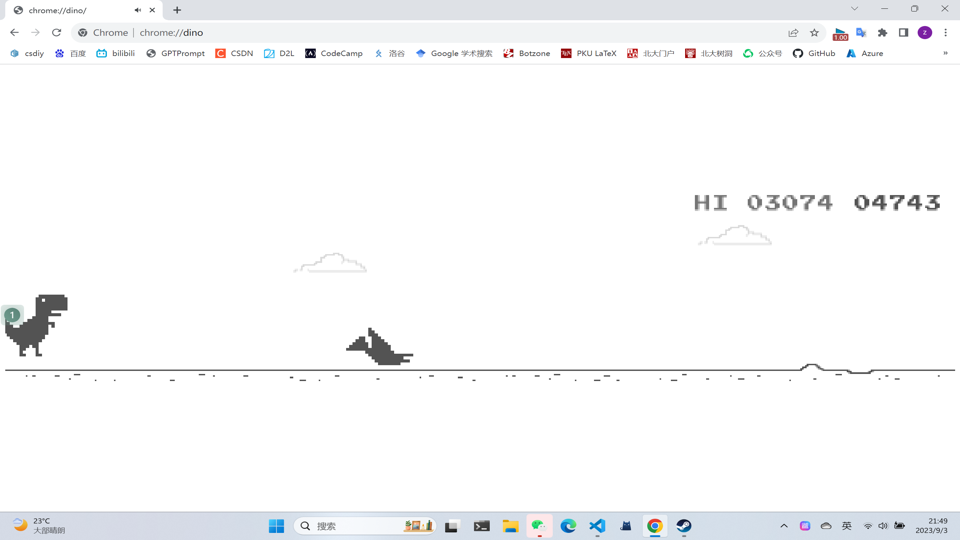 chrome://dino/
Chrome | chrome://dino
1.00
z
csdiy 百度 bilibili GPTPrompt CSDN D2L CodeCamp 洛谷 Google 学术搜索 Botzone PKU LaTeX 北大门户 北大树洞 公众号 GitHub Azure »
HI 03074 04743
1
23°C
大部晴朗
搜索
英
21:49
2023/9/3